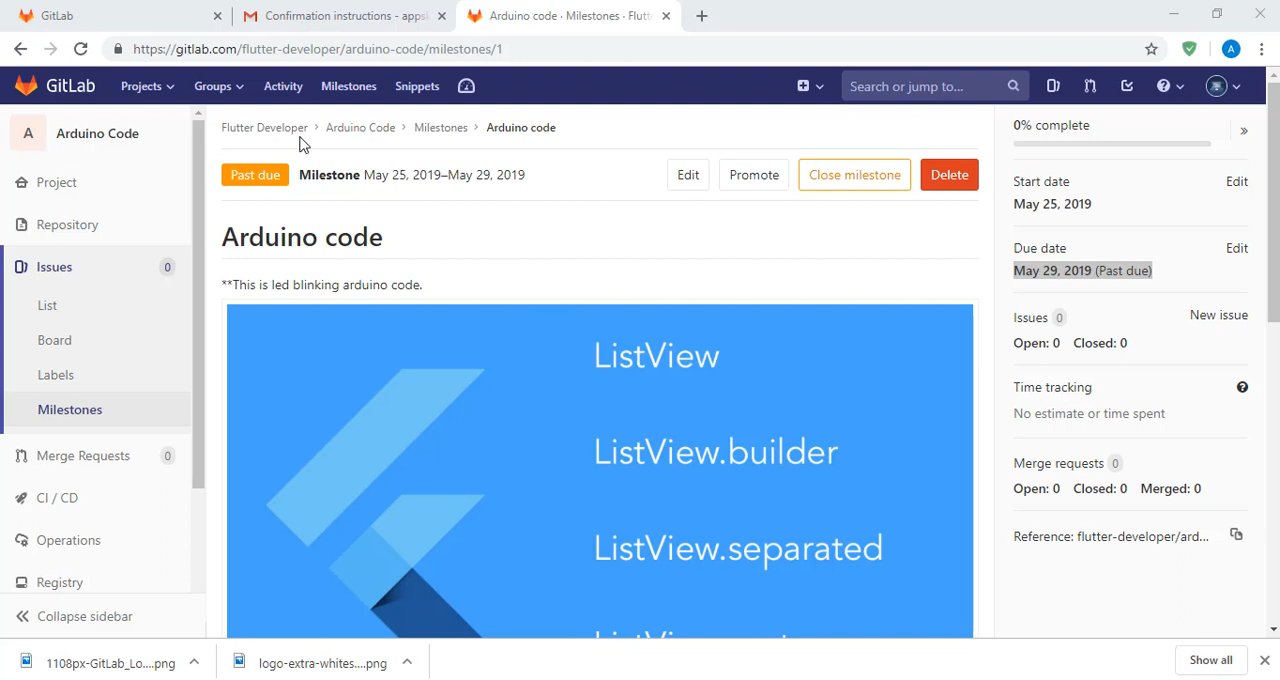 GitLab
Confirmation instructions - apps
Arduino code · Milestones · Flutt
https://gitlab.com/flutter-developer/arduino-code/milestones/1
A
GitLab
Projects
Groups
Activity
Milestones
Snippets
Search or jump to...
A
Arduino Code
Project
Repository
Issues
0
List
Board
Labels
Milestones
Merge Requests
0
CI / CD
Operations
Registry
Collapse sidebar
Flutter Developer > Arduino Code > Milestones > Arduino code
Past due Milestone May 25, 2019–May 29, 2019
Edit
Promote
Close milestone
Delete
Arduino code
**This is led blinking arduino code.
ListView
ListView.builder
ListView.separated
0% complete
»
Start date
Edit
May 25, 2019
Due date
Edit
May 29, 2019 (Past due)
Issues 0
New issue
Open: 0 Closed: 0
Time tracking
No estimate or time spent
Merge requests 0
Open: 0 Closed: 0 Merged: 0
Reference: flutter-developer/ard...
1108px-GitLab_Lo....png
logo-extra-whites....png
Show all